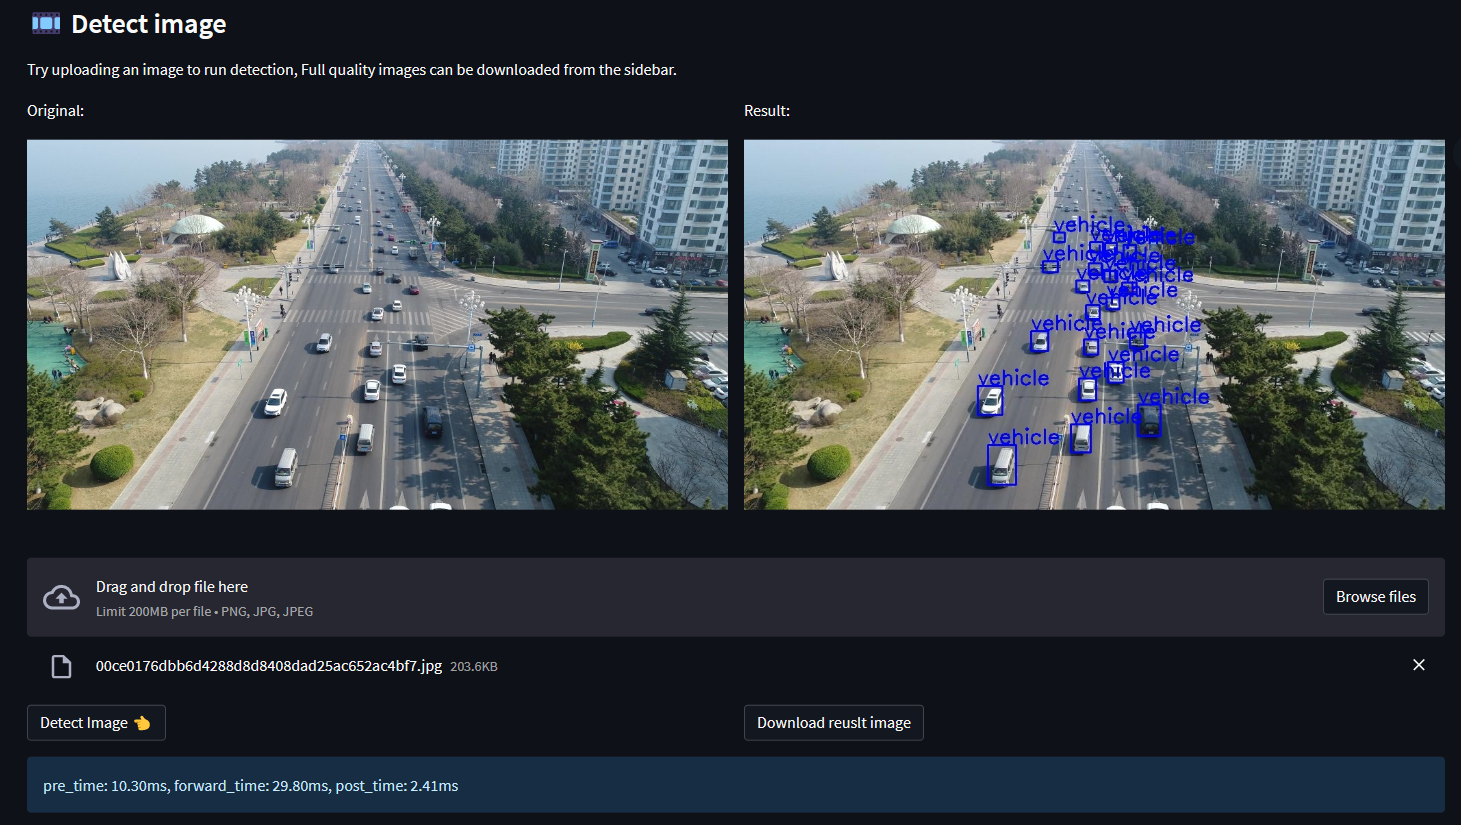 Detect image
Try uploading an image to run detection, Full quality images can be downloaded from the sidebar.
Original:
Result:
vehicle
vehicle
vehicle
vehicle
vehicle
vehicle
vehicle
vehicle
vehicle
vehicle
vehicle
vehicle
vehicle
vehicle
Drag and drop file here
Limit 200MB per file • PNG, JPG, JPEG
Browse files
00ce0176dbb6d4288d8d8408dad25ac652ac4bf7.jpg 203.6KB
Detect Image 👈
Download reuslt image
pre_time: 10.30ms, forward_time: 29.80ms, post_time: 2.41ms